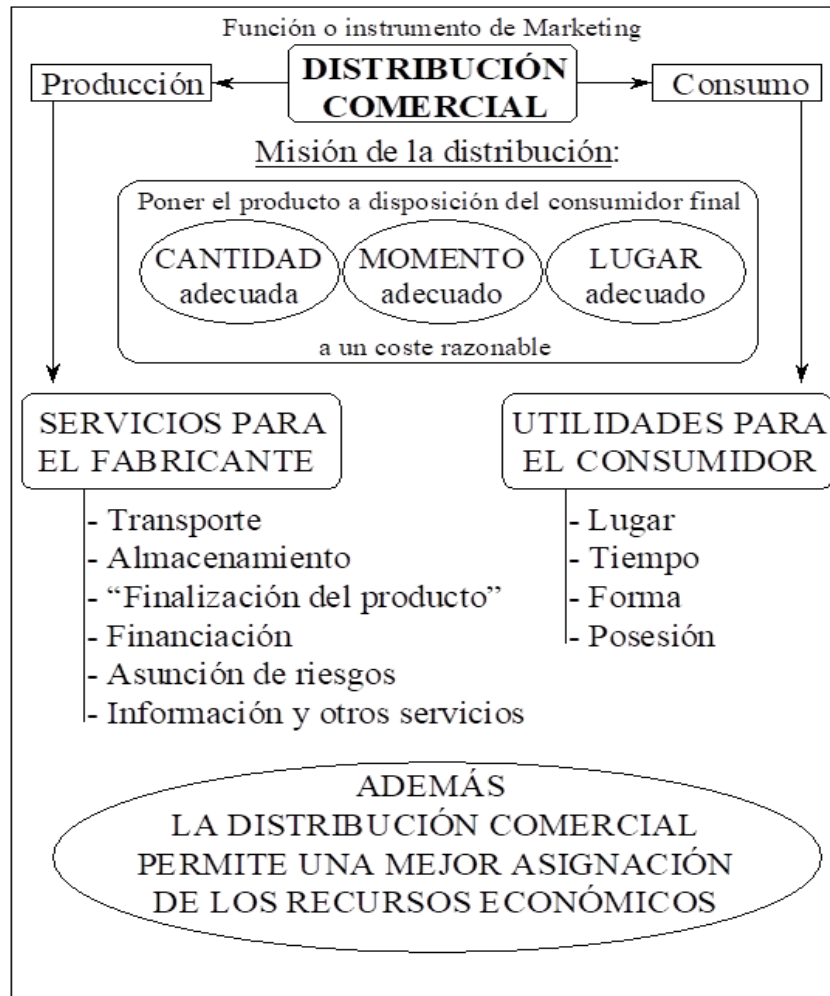 Función o instrumento de Marketing
Producción
DISTRIBUCIÓN
COMERCIAL
Consumo
Misión de la distribución:
Poner el producto a disposición del consumidor final
CANTIDAD
adecuada
MOMENTO
adecuado
LUGAR
adecuado
a un coste razonable
SERVICIOS PARA
EL FABRICANTE
- Transporte
- Almacenamiento
- “Finalización del producto”
- Financiación
- Asunción de riesgos
- Información y otros servicios
UTILIDADES PARA
EL CONSUMIDOR
- Lugar
- Tiempo
- Forma
- Posesión
ADEMÁS
LA DISTRIBUCIÓN COMERCIAL
PERMITE UNA MEJOR ASIGNACIÓN
DE LOS RECURSOS ECONÓMICOS